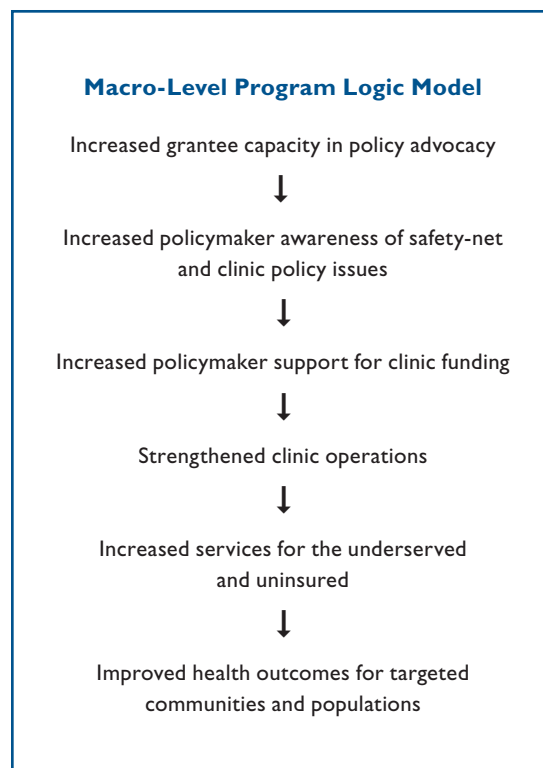 Macro-Level Program Logic Model
Increased grantee capacity in policy advocacy
Increased policymaker awareness of safety-net
and clinic policy issues
Increased policymaker support for clinic funding
Strengthened clinic operations
Increased services for the underserved
and uninsured
Improved health outcomes for targeted
communities and populations